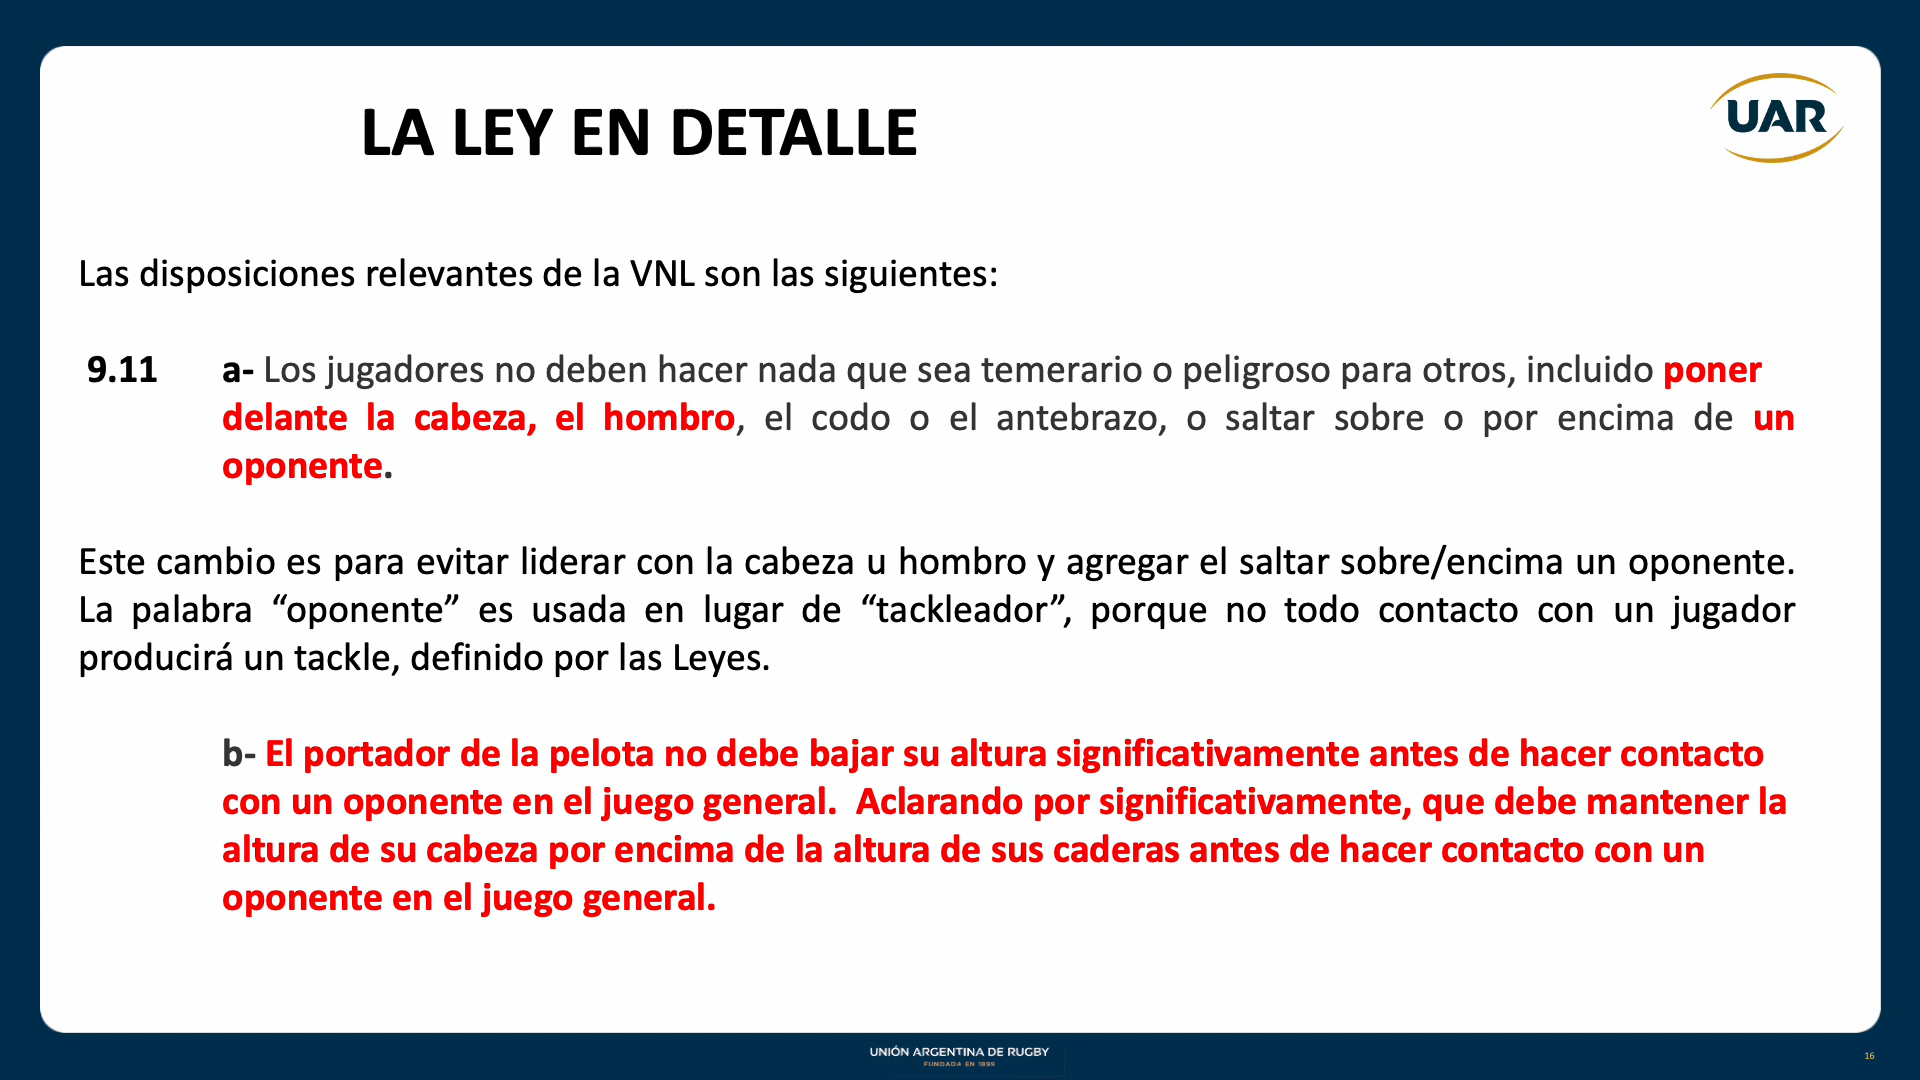 LA LEY EN DETALLE
UAR
Las disposiciones relevantes de la VNL son las siguientes:
9.11 a- Los jugadores no deben hacer nada que sea temerario o peligroso para otros, incluido poner
delante la cabeza, el hombro, el codo o el antebrazo, o saltar sobre o por encima de un
oponente.
Este cambio es para evitar liderar con la cabeza u hombro y agregar el saltar sobre/encima un oponente.
La palabra “oponente” es usada en lugar de “tackleador”, porque no todo contacto con un jugador
producirá un tackle, definido por las Leyes.
b- El portador de la pelota no debe bajar su altura significativamente antes de hacer contacto
con un oponente en el juego general.  Aclarando por significativamente, que debe mantener la
altura de su cabeza por encima de la altura de sus caderas antes de hacer contacto con un
oponente en el juego general.
UNIÓN ARGENTINA DE RUGBY
FUNDADA EN 1899
16